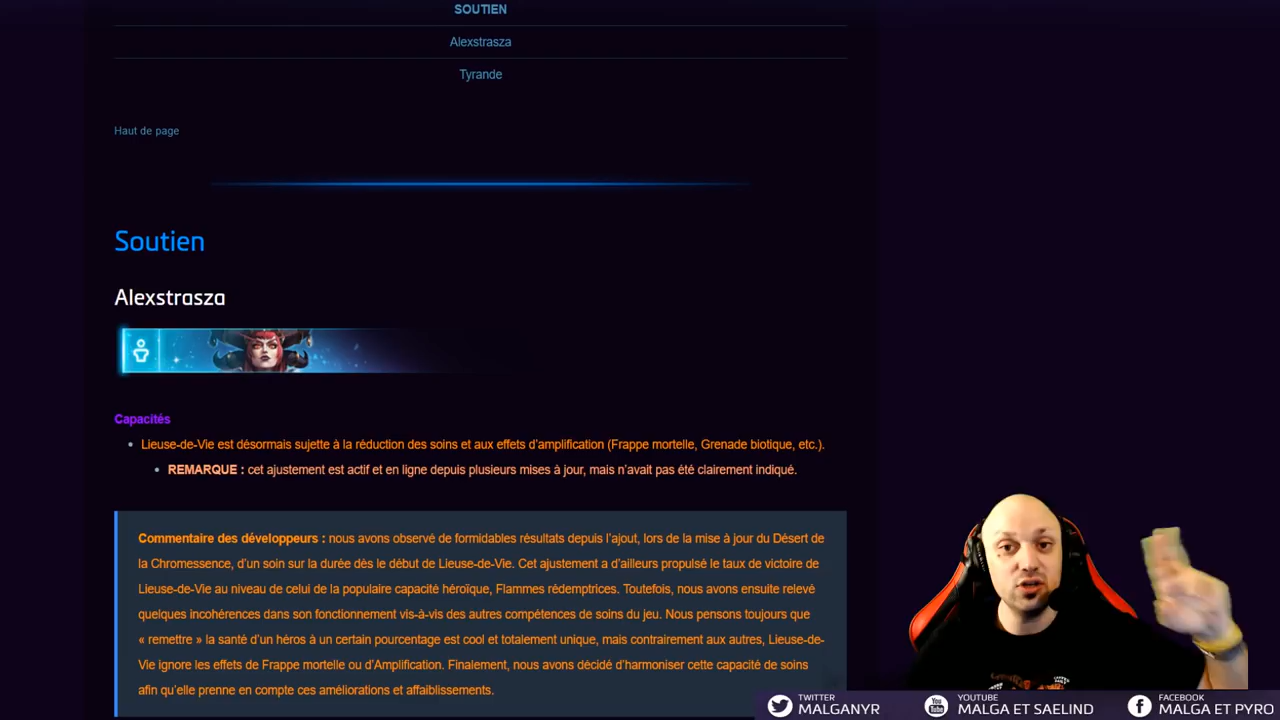 SOUTIEN
Alexstrasza
Tyrande
Haut de page
Soutien
Alexstrasza
Capacités
Lieuse-de-Vie est désormais sujette à la réduction des soins et aux effets d'amplification (Frappe mortelle, Grenade biotique, etc.).
REMARQUE : cet ajustement est actif et en ligne depuis plusieurs mises à jour, mais n'avait pas été clairement indiqué.
Commentaire des développeurs : nous avons observé de formidables résultats depuis l'ajout, lors de la mise à jour du Désert de
la Chromessence, d'un soin sur la durée dès le début de Lieuse-de-Vie. Cet ajustement a d'ailleurs propulsé le taux de victoire de
Lieuse-de-Vie au niveau de celui de la populaire capacité héroïque, Flammes rédemptrices. Toutefois, nous avons ensuite relevé
quelques incohérences dans son fonctionnement vis-à-vis des autres compétences de soins du jeu. Nous pensons toujours que
« remettre » la santé d'un héros à un certain pourcentage est cool et totalement unique, mais contrairement aux autres, Lieuse-de-
Vie ignore les effets de Frappe mortelle ou d'Amplification. Finalement, nous avons décidé d'harmoniser cette capacité de soins
afin qu'elle prenne en compte ces améliorations et affaiblissements.
TWITTER
MALGANYR
YOUTUBE
MALGA ET SAELIND
FACEBOOK
MALGA ET PYRO